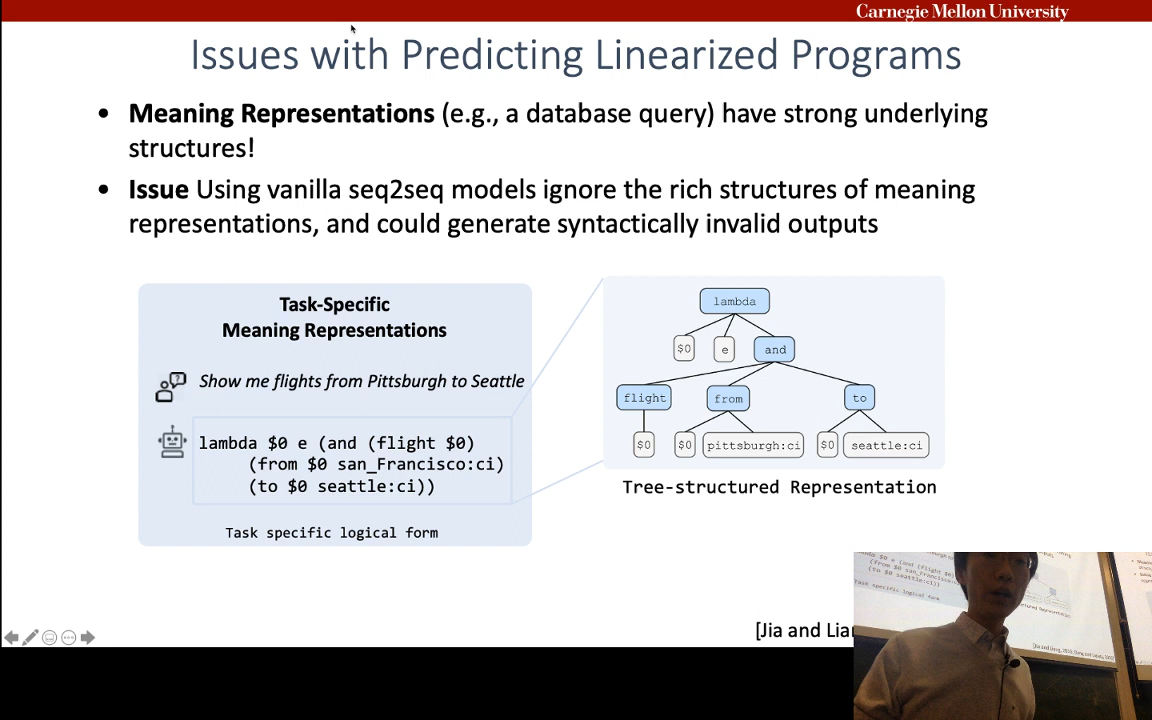 Carnegie Mellon University
Issues with Predicting Linearized Programs
• Meaning Representations (e.g., a database query) have strong underlying
structures!
• Issue Using vanilla seq2seq models ignore the rich structures of meaning
representations, and could generate syntactically invalid outputs
Task-Specific
Meaning Representations
Show me flights from Pittsburgh to Seattle
lambda $0 e (and (flight $0)
(from $0 san_Francisco:ci)
(to $0 seattle:ci))
Task specific logical form
lambda
$0 e and
flight from to
$0 $0 pittsburgh:ci $0 seattle:ci
Tree-structured Representation
[Jia and Lia